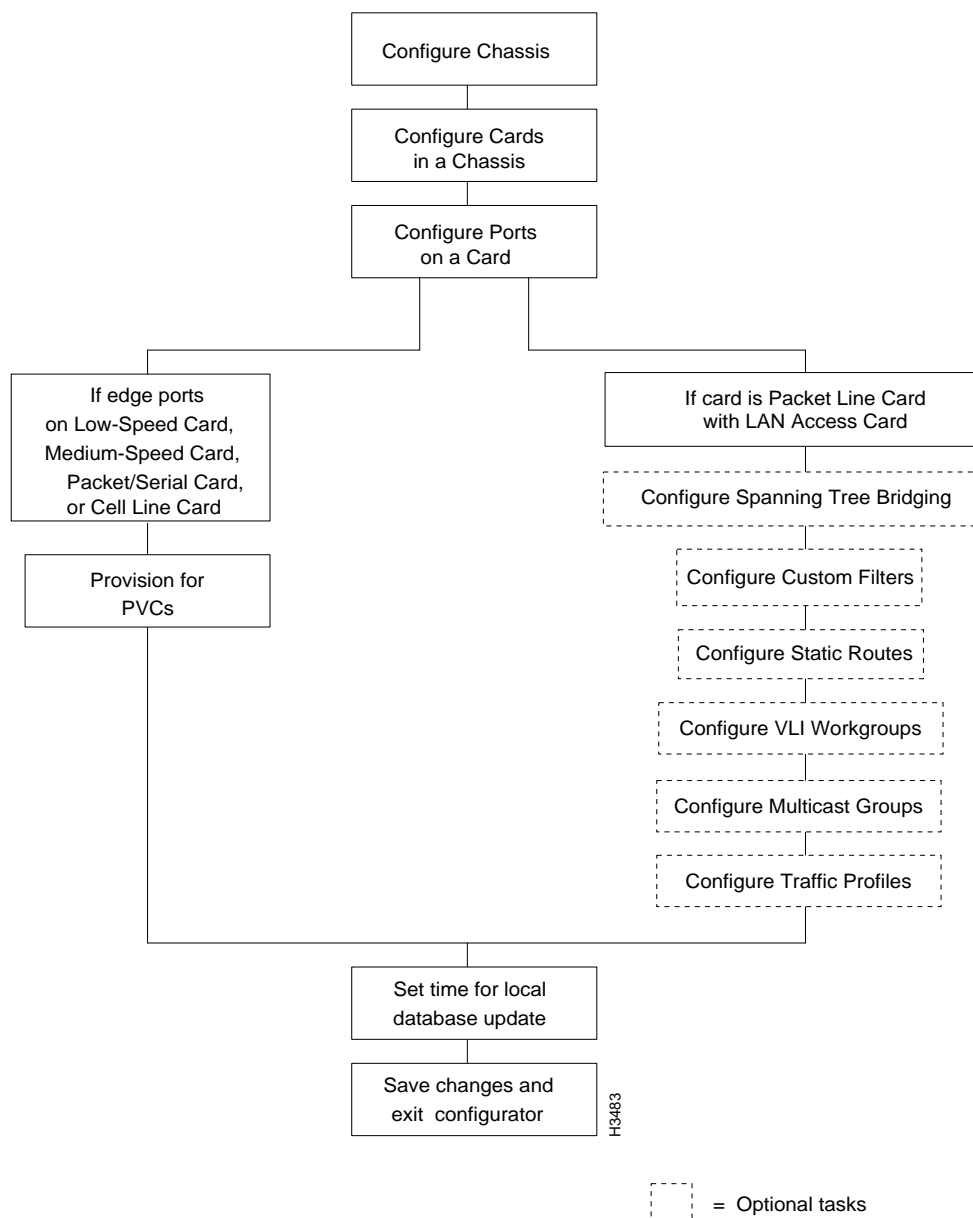 Configure Chassis
Configure Cards
in a Chassis
Configure Ports
on a Card
If edge ports
on Low-Speed Card,
Medium-Speed Card,
Packet/Serial Card,
or Cell Line Card
Provision for
PVCs
If card is Packet Line Card
with LAN Access Card
Configure Spanning Tree Bridging
Configure Custom Filters
Configure Static Routes
Configure VLI Workgroups
Configure Multicast Groups
Configure Traffic Profiles
Set time for local
database update
Save changes and
exit configurator
H3483
= Optional tasks